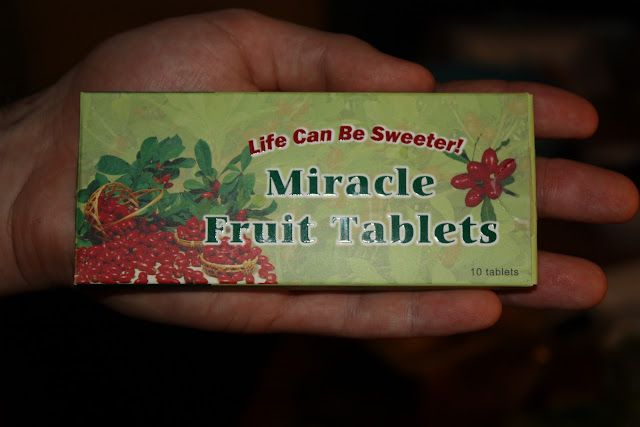 Life Can Be Sweeter!
Miracle
Fruit Tablets
10 tablets